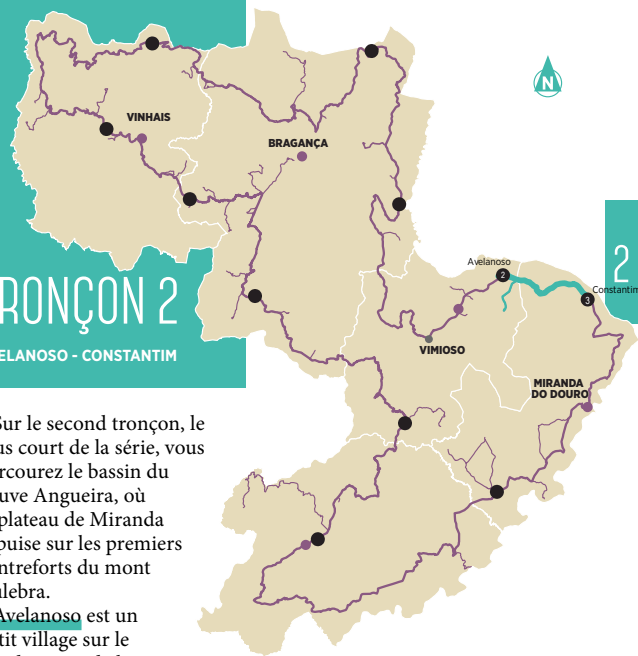 N
VINHAIS
BRAGANÇA
Avelanoso
2
2
Constantim
3
RONÇON 2
ELANOSO - CONSTANTIM
VIMIOSO
MIRANDA
DO DOURO
Sur le second tronçon, le
us court de la série, vous
rcourez le bassin du
uve Angueira, où
plateau de Miranda
puise sur les premiers
ntreforts du mont
lebra.
Avelanoso est un
tit village sur le